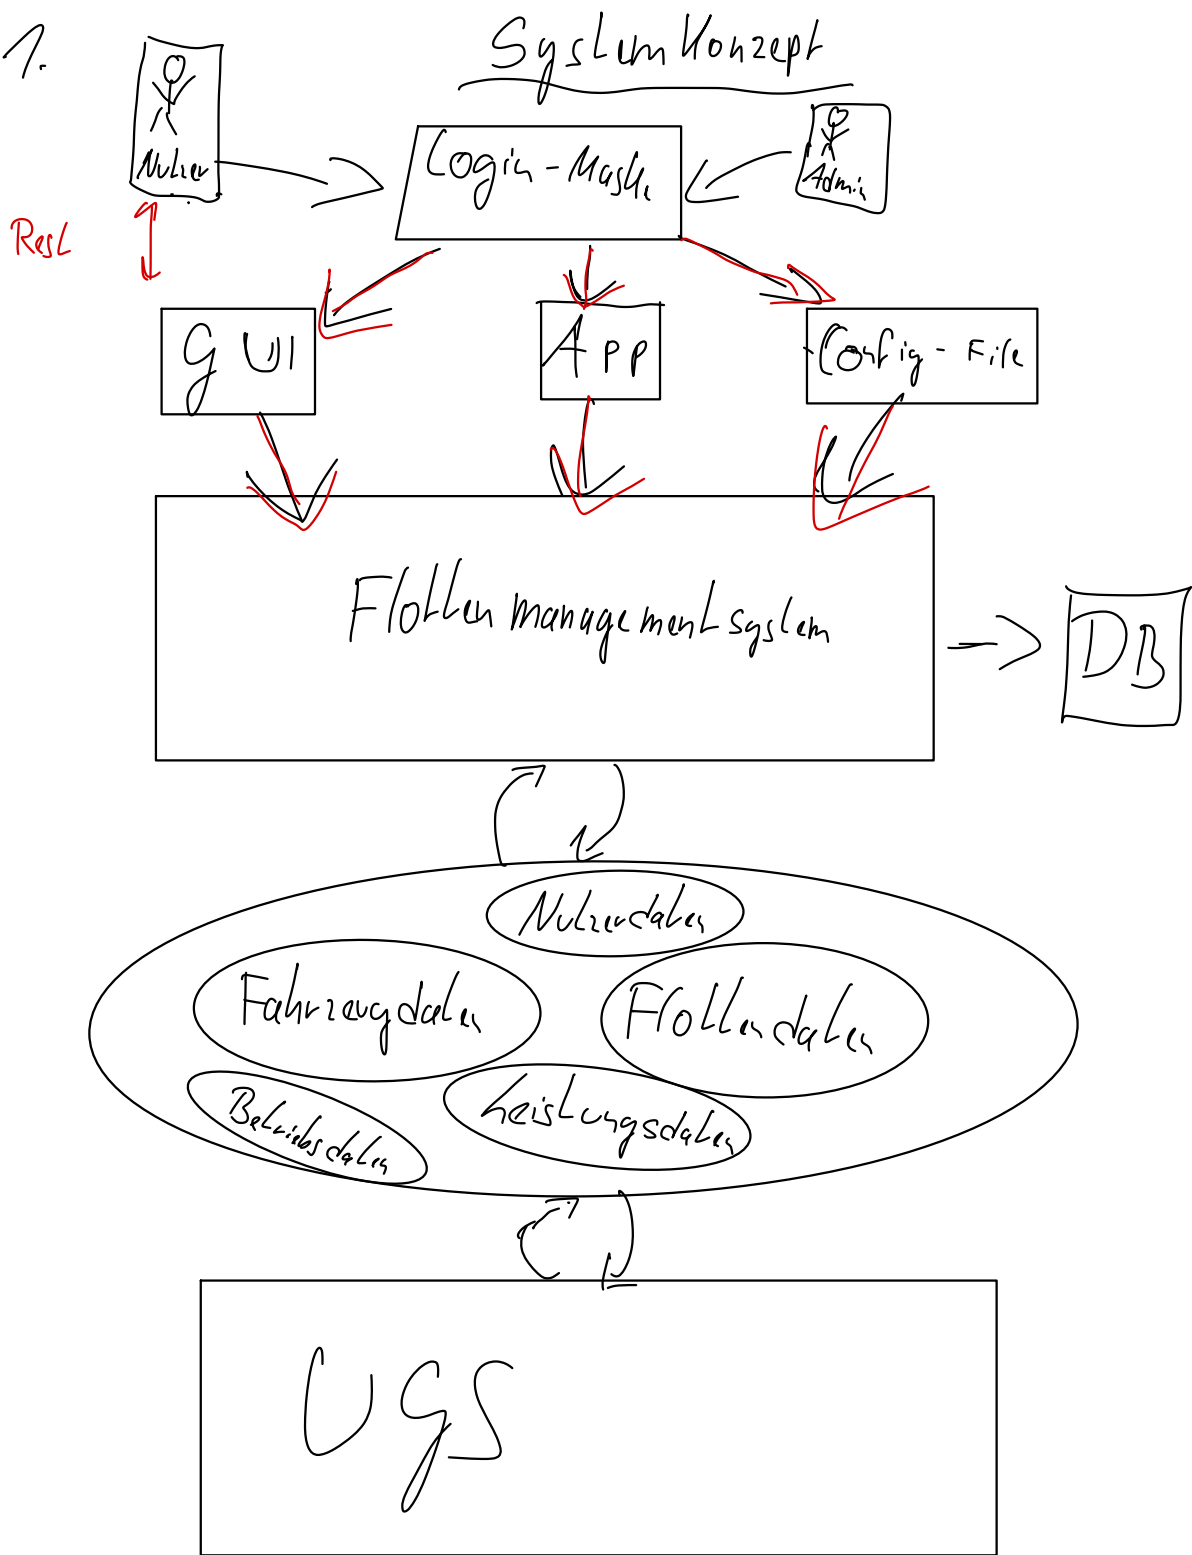 1.
Systemkonzept
Nutzer
Login-Maske
Admin
Rest
GUI
App
Config-File
Flottenmanagementsystem
DB
Nutzerdaten
Fahrzeugdaten
Flottendaten
Betriebsdaten
Leistungsdaten
UGS